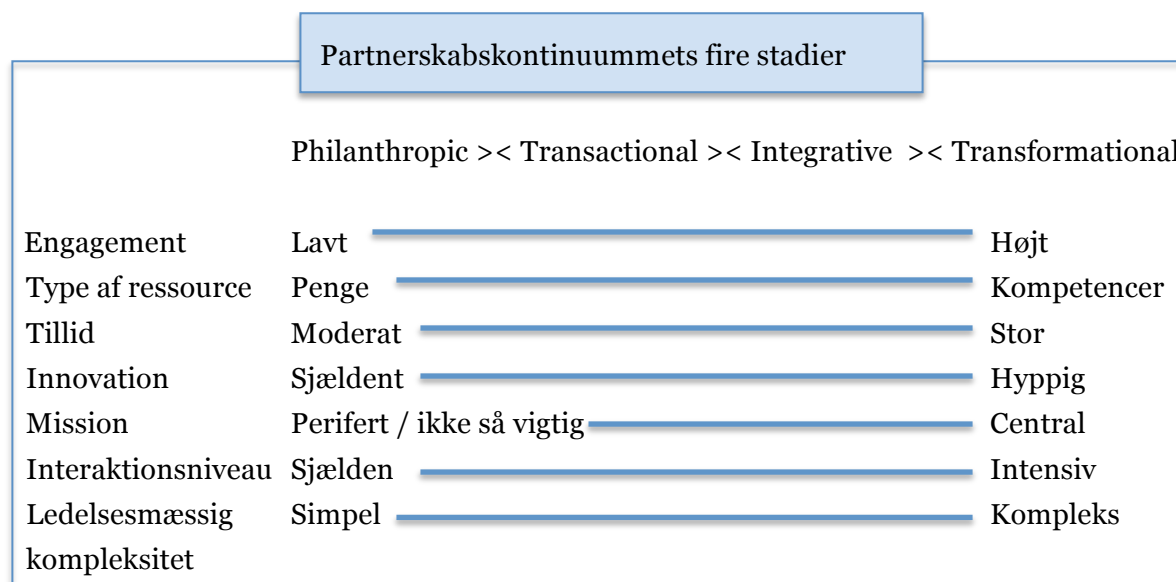 Partnerskabskontinuummets fire stadier
Philanthropic >< Transactional >< Integrative >< Transformational
Engagement Lavt Højt
Type af ressource Penge Kompetencer
Tillid Moderat Stor
Innovation Sjældent Hyppig
Mission Perifert / ikke så vigtig Central
Interaktionsniveau Sjælden Intensiv
Ledelsesmæssig Simpel Kompleks
kompleksitet